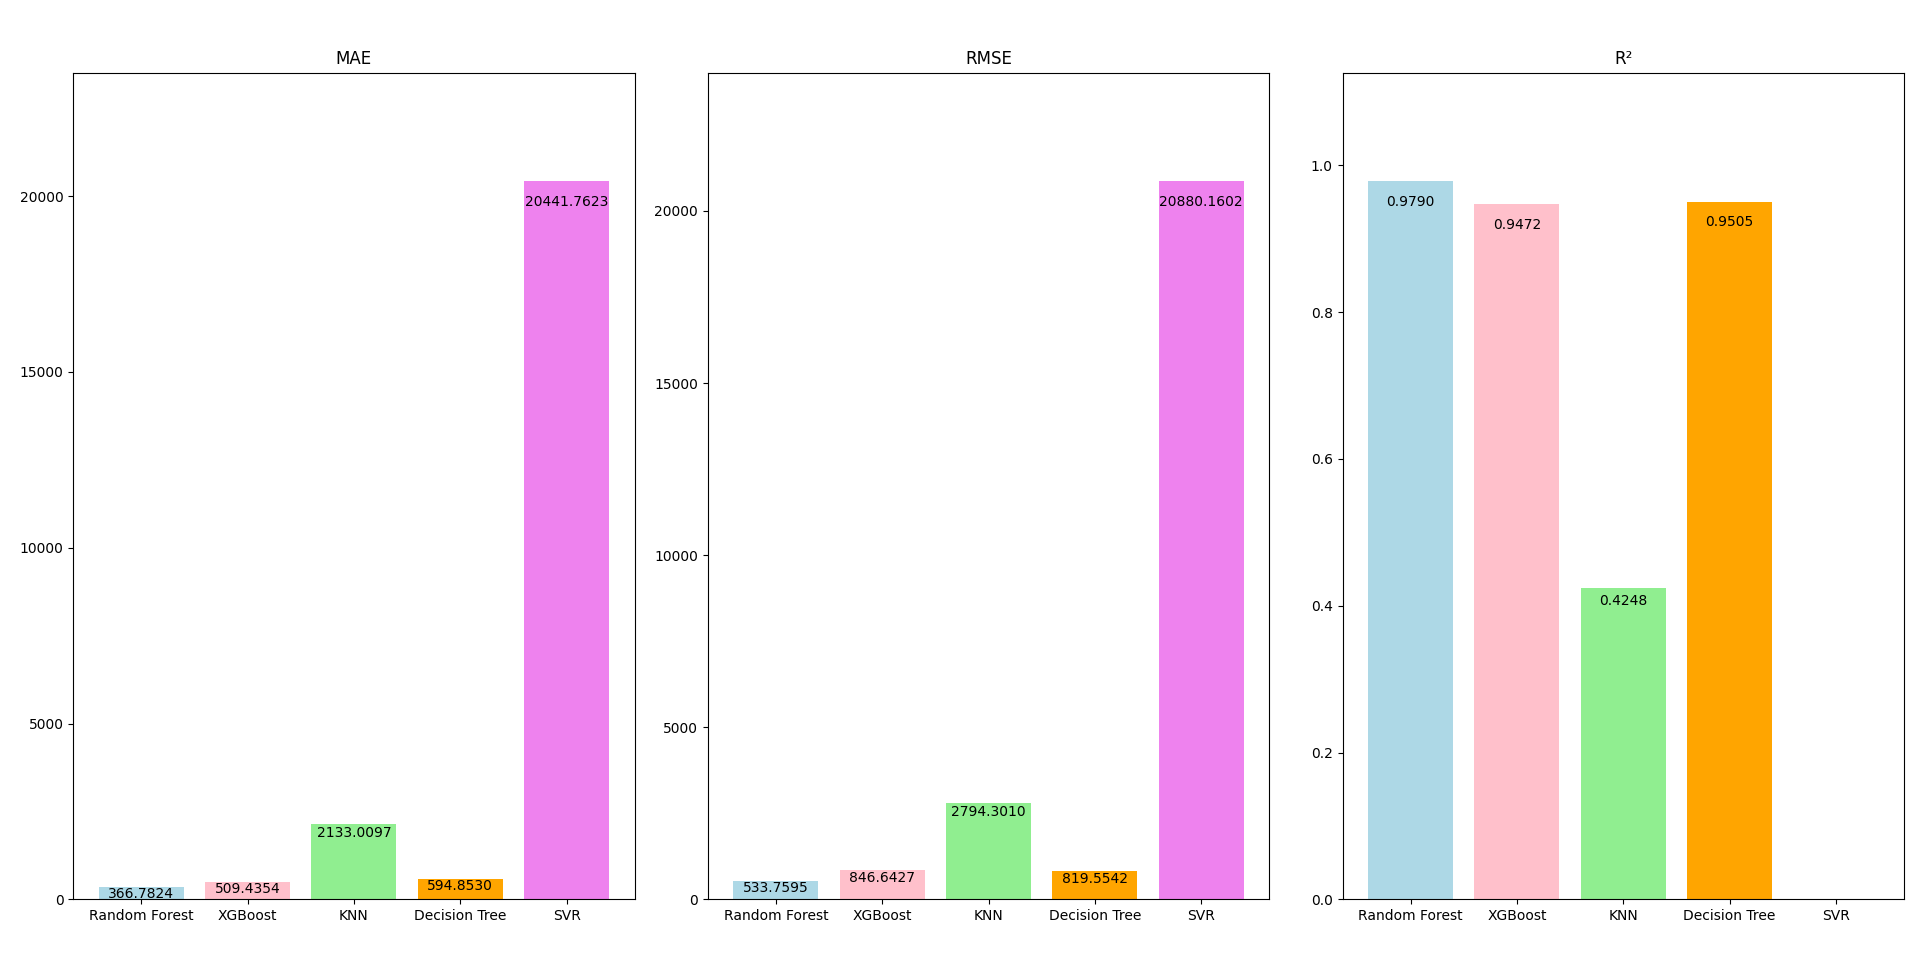 MAE
20000
15000
10000
5000
0
366.7824
509.4354
2133.0097
594.8530
20441.7623
Random Forest
XGBoost
KNN
Decision Tree
SVR
RMSE
20000
15000
10000
5000
0
533.7595
846.6427
2794.3010
819.5542
20880.1602
Random Forest
XGBoost
KNN
Decision Tree
SVR
R²
1.0
0.8
0.6
0.4
0.2
0.0
0.9790
0.9472
0.4248
0.9505
Random Forest
XGBoost
KNN
Decision Tree
SVR